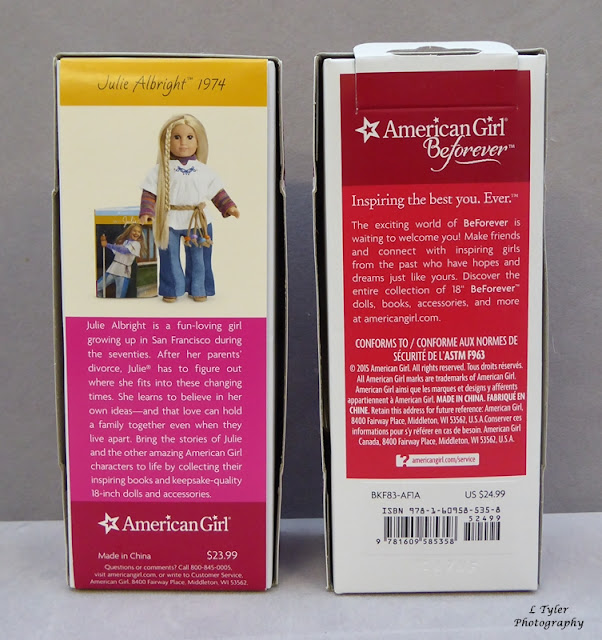 Julie Albright™ 1974
Julie
Julie Albright is a fun-loving girl
growing up in San Francisco during
the seventies. After her parents'
divorce, Julie® has to figure out
where she fits into these changing
times. She learns to believe in her
own ideas—and that love can hold
a family together even when they
live apart. Bring the stories of Julie
and the other amazing American Girl
characters to life by collecting their
inspiring books and keepsake-quality
18-inch dolls and accessories.
American Girl®
Made in China $23.99
Questions or comments? Call 800-845-0005,
visit americangirl.com, or write to Customer Service,
American Girl, 8400 Fairway Place, Middleton, WI 53562.
American Girl®
Beforever™
Inspiring the best you. Ever.™
The exciting world of BeForever is
waiting to welcome you! Make friends
and connect with inspiring girls
from the past who have hopes and
dreams just like yours. Discover the
entire collection of 18" BeForever™
dolls, books, accessories, and more
at americangirl.com.
CONFORMS TO / CONFORME AUX NORMES DE
SÉCURITÉ DE L'ASTM F963
© 2015 American Girl. All rights reserved. Tous droits réservés.
All American Girl marks are trademarks of American Girl.
American Girl ainsi que les marques et designs y afférents
appartiennent à American Girl. MADE IN CHINA. FABRIQUÉ EN
CHINE. Retain this address for future reference: American Girl,
8400 Fairway Place, Middleton, WI 53562, U.S.A. Conserver ces
informations pour s'y référer en cas de besoin. American Girl
Canada, 8400 Fairway Place, Middleton, WI 53562, U.S.A.
? americangirl.com/service
BKF83-AF1A US $24.99
ISBN 978-1-60958-535-8
52499
9 781609 585358
L Tyler
Photography